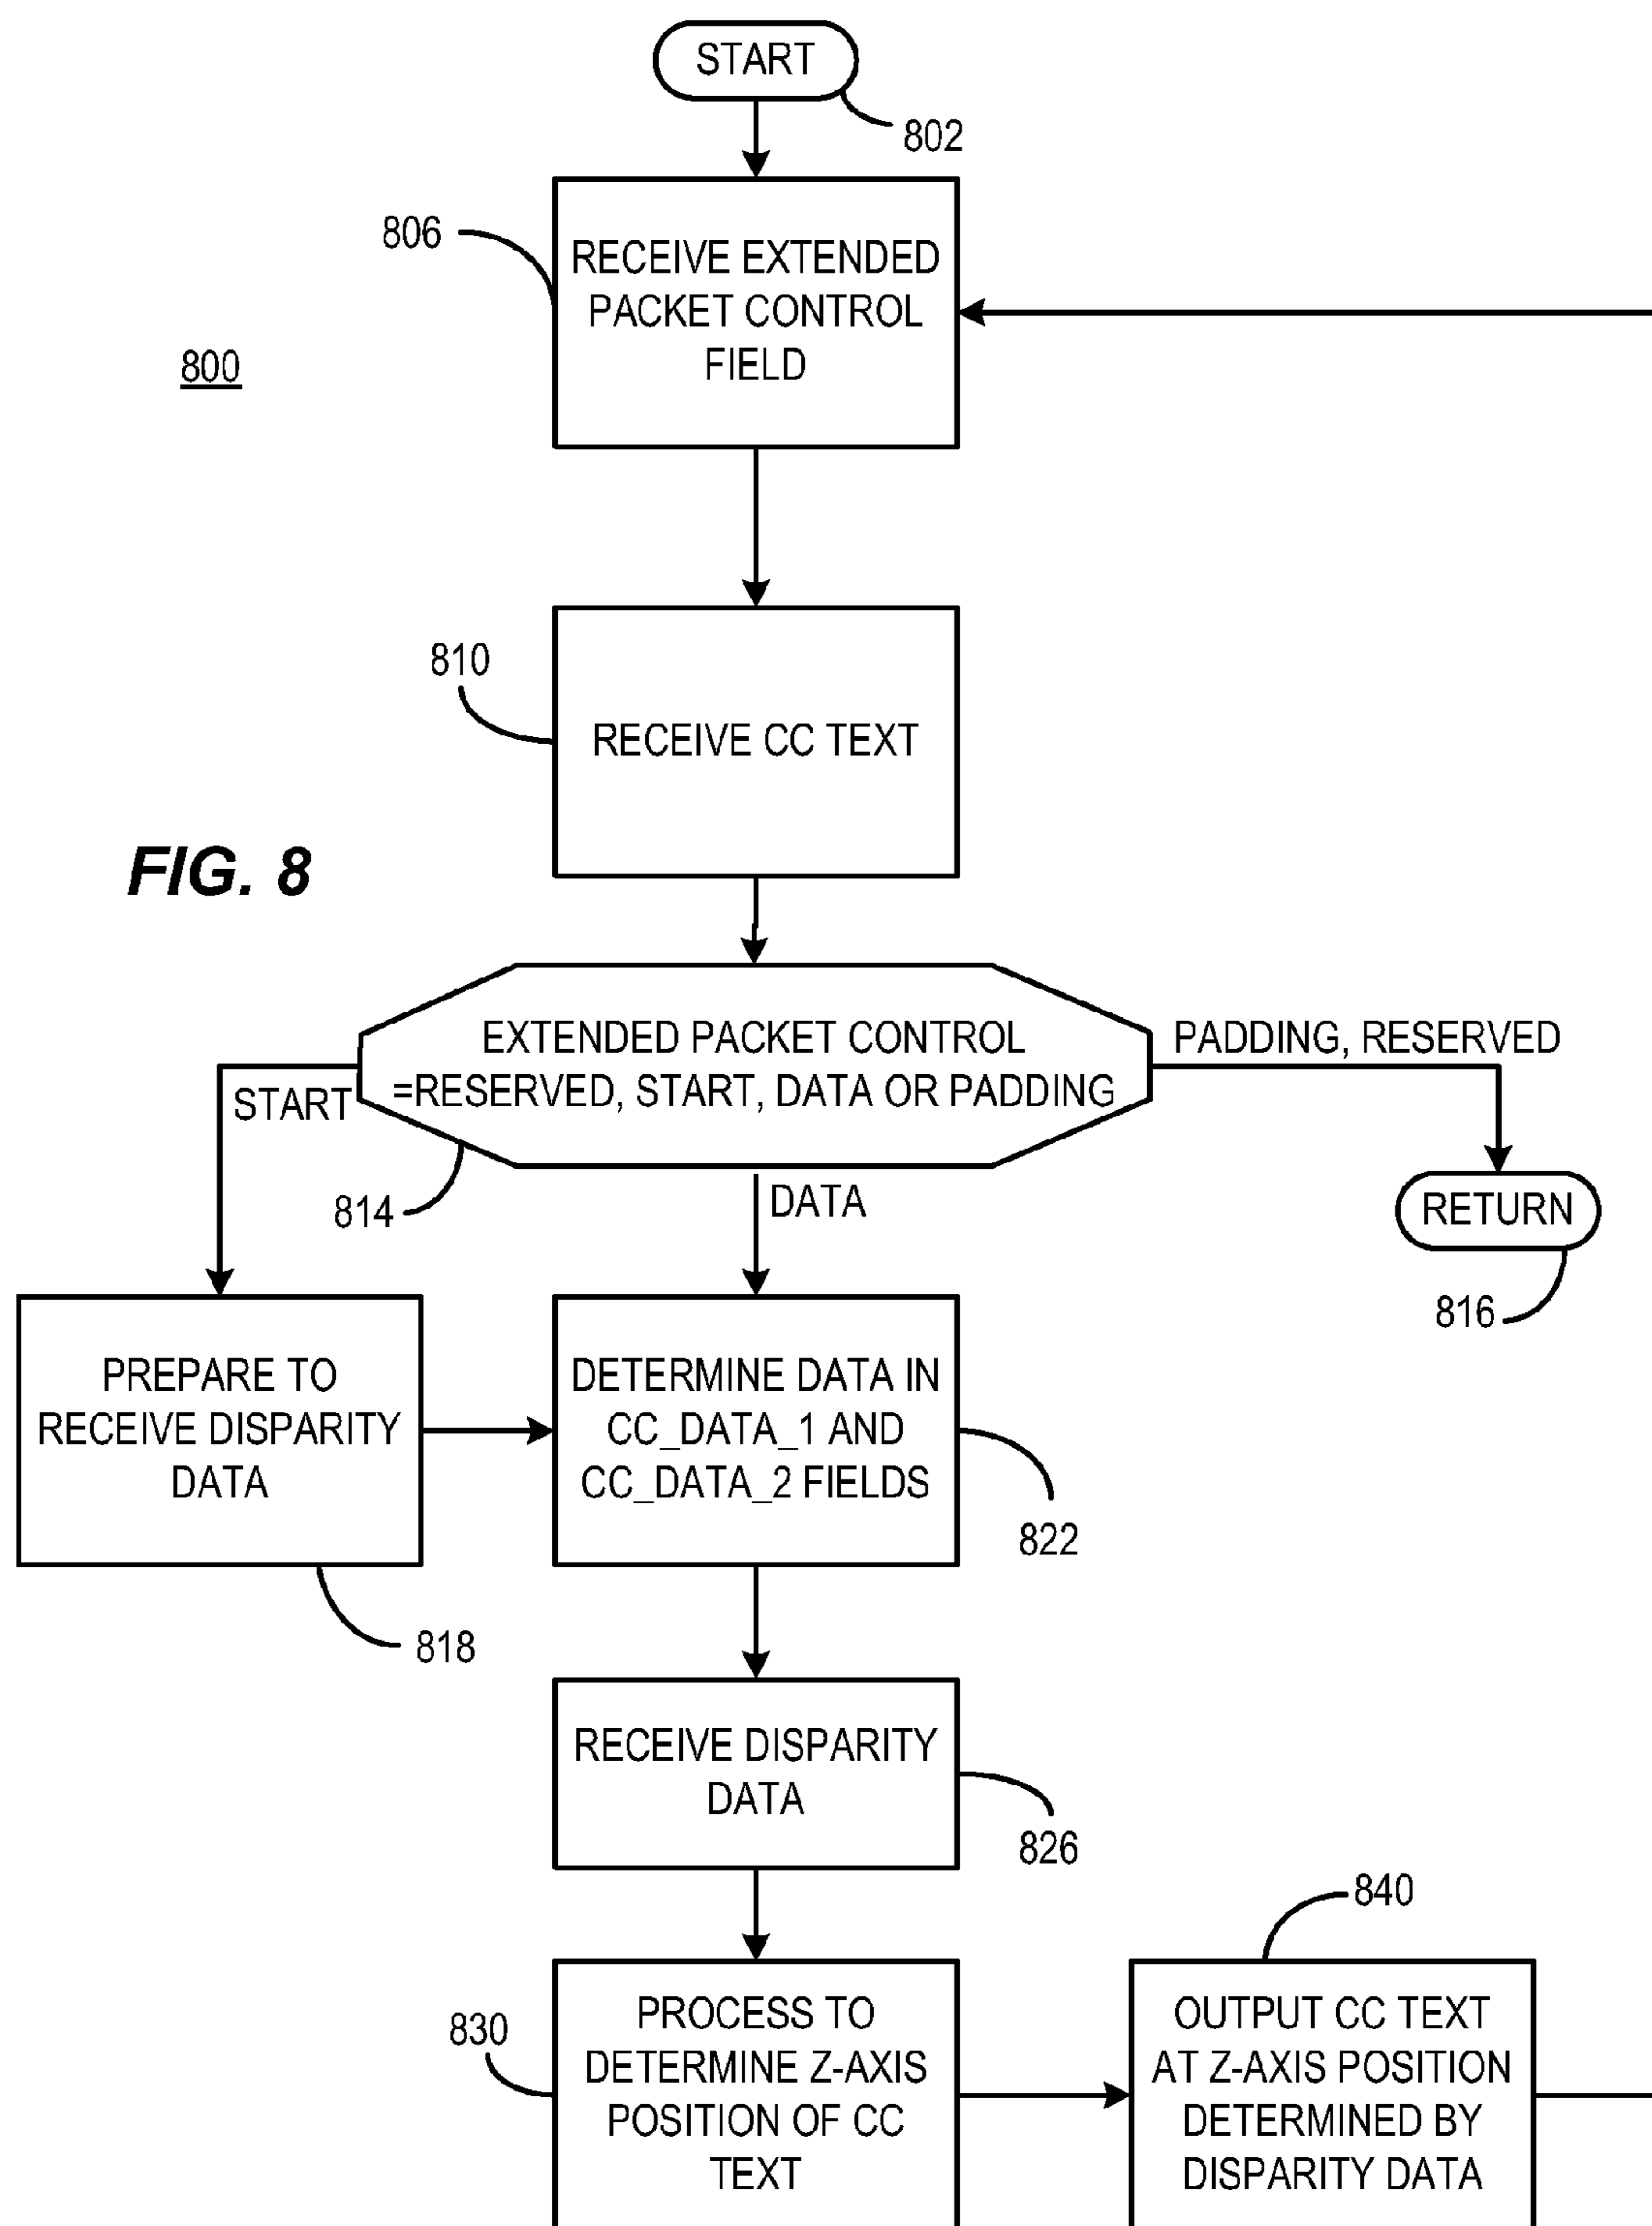 START
802
806
RECEIVE EXTENDED
PACKET CONTROL
FIELD
800
810
RECEIVE CC TEXT
FIG. 8
EXTENDED PACKET CONTROL
=RESERVED, START, DATA OR PADDING
PADDING, RESERVED
START
814
DATA
RETURN
816
PREPARE TO
RECEIVE DISPARITY
DATA
818
DETERMINE DATA IN
CC_DATA_1 AND
CC_DATA_2 FIELDS
822
RECEIVE DISPARITY
DATA
826
830
PROCESS TO
DETERMINE Z-AXIS
POSITION OF CC
TEXT
840
OUTPUT CC TEXT
AT Z-AXIS POSITION
DETERMINED BY
DISPARITY DATA